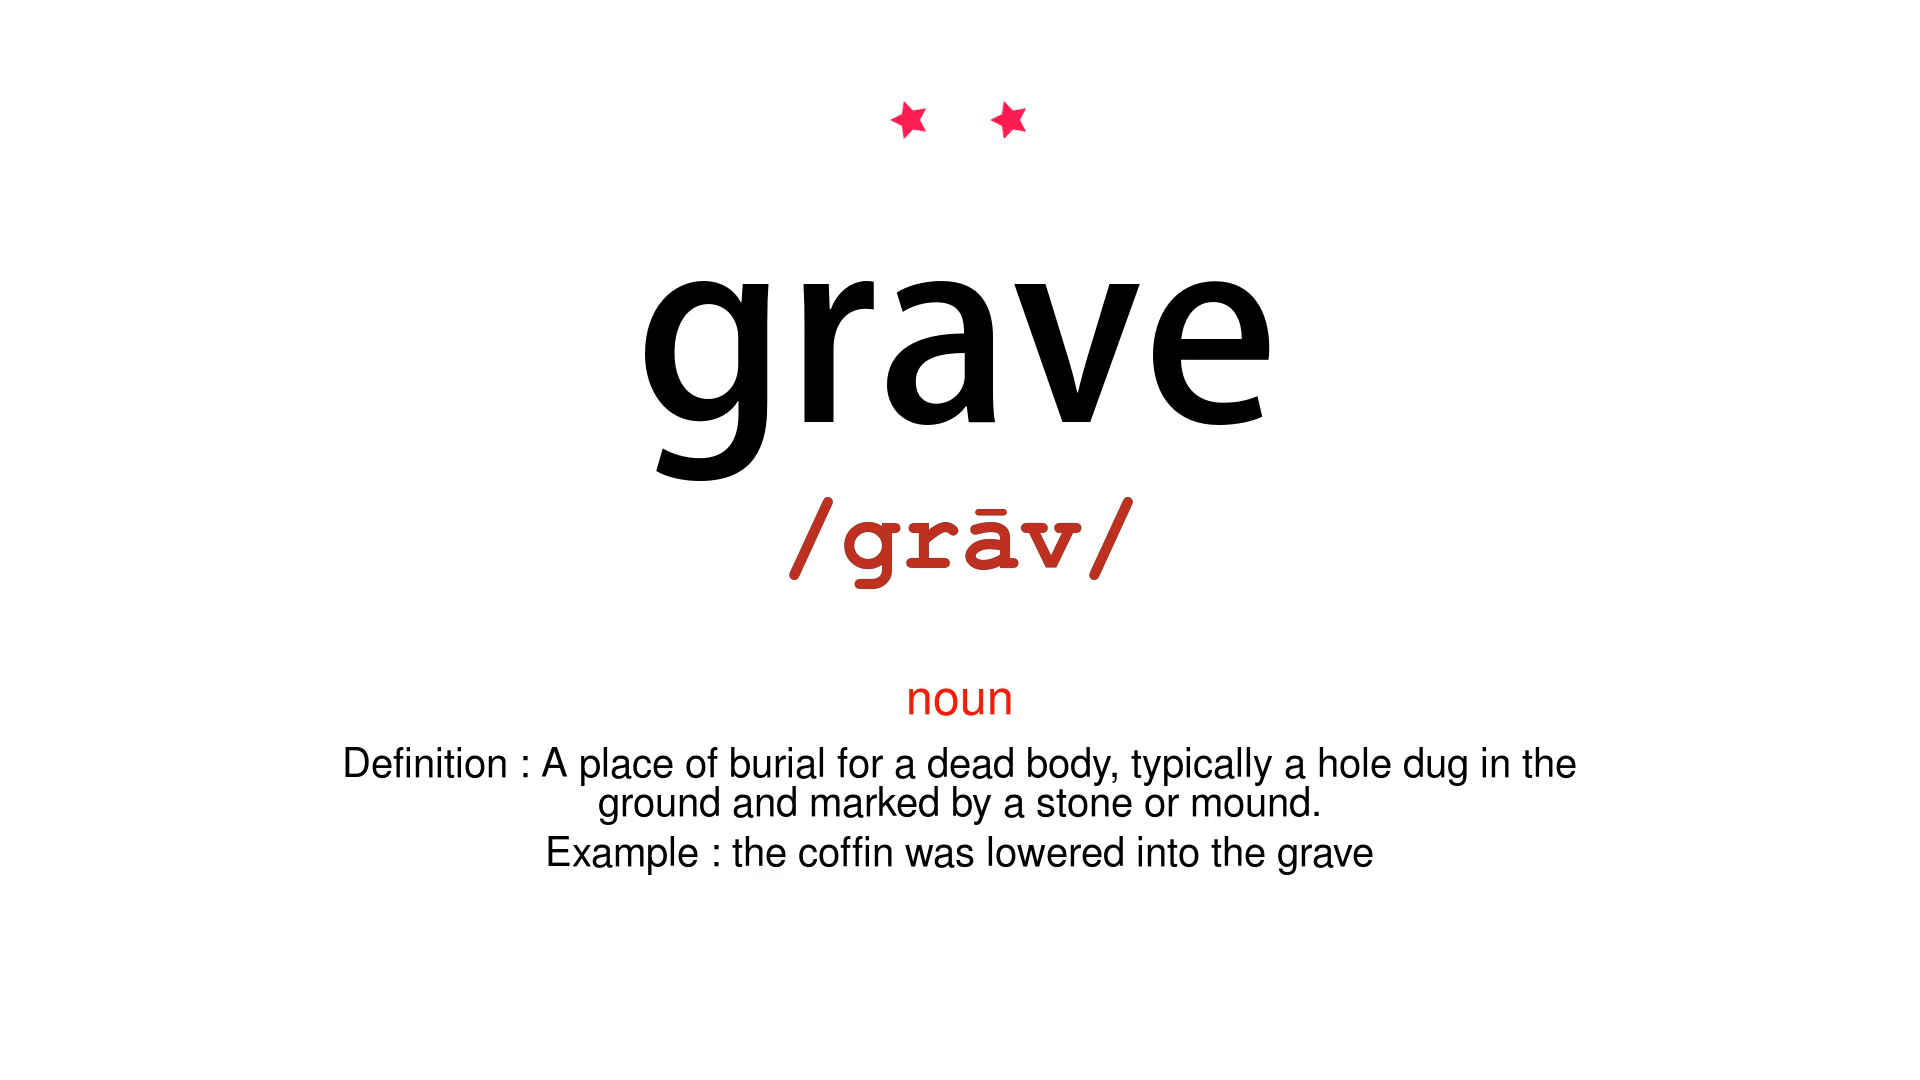 grave
/grāv/
noun
Definition : A place of burial for a dead body, typically a hole dug in the
ground and marked by a stone or mound.
Example : the coffin was lowered into the grave